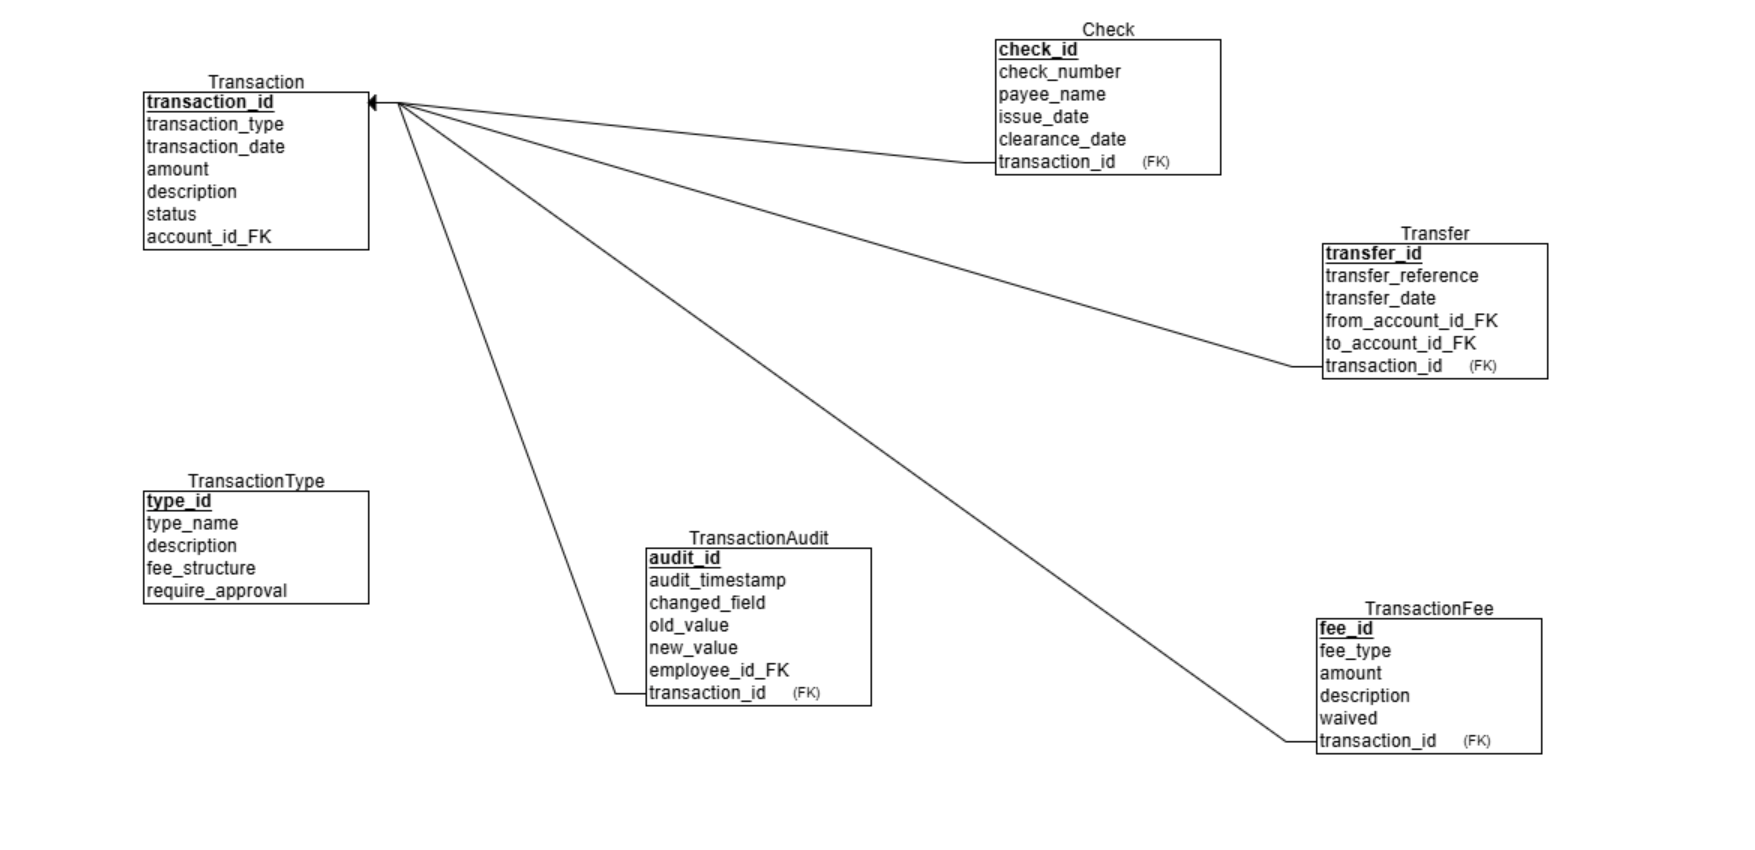 Transaction
transaction_id
transaction_type
transaction_date
amount
description
status
account_id_FK
Check
check_id
check_number
payee_name
issue_date
clearance_date
transaction_id (FK)
Transfer
transfer_id
transfer_reference
transfer_date
from_account_id_FK
to_account_id_FK
transaction_id (FK)
TransactionType
type_id
type_name
description
fee_structure
require_approval
TransactionAudit
audit_id
audit_timestamp
changed_field
old_value
new_value
employee_id_FK
transaction_id (FK)
TransactionFee
fee_id
fee_type
amount
description
waived
transaction_id (FK)